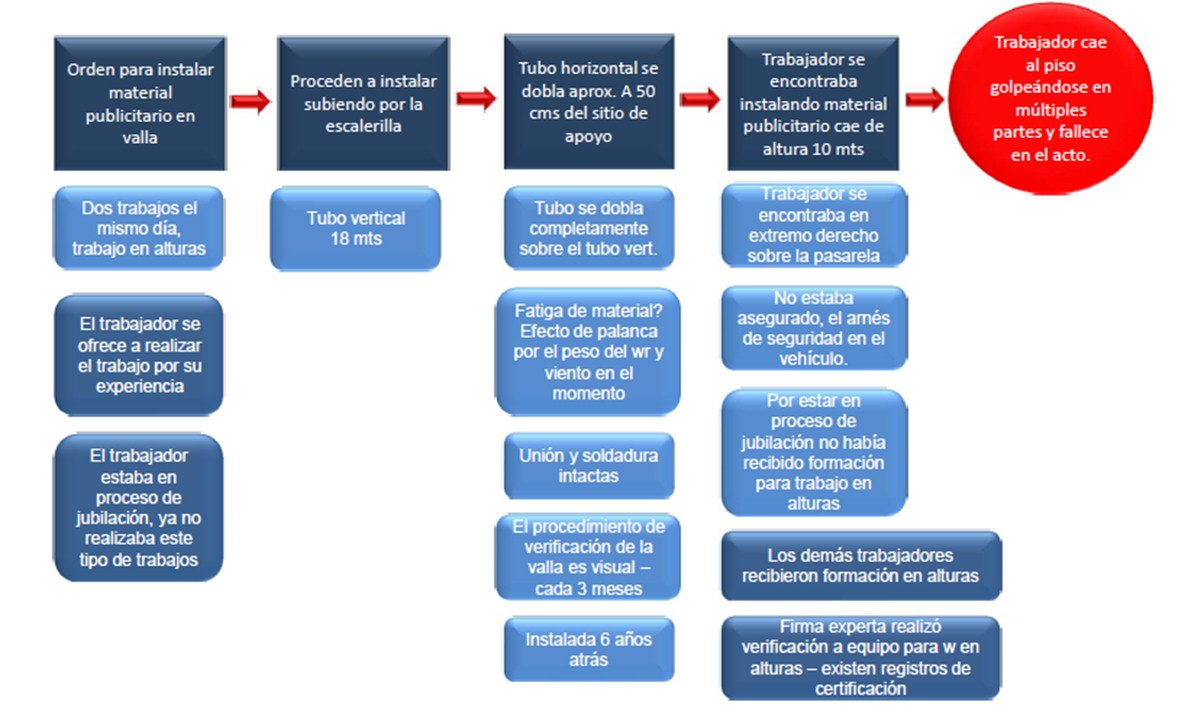 Orden para instalar
material
publicitario en
valla
Proceden a instalar
subiendo por la
escalerilla
Tubo horizontal se
dobla aprox. A 50
cms del sitio de
apoyo
Trabajador se
encontraba
instalando material
publicitario cae de
altura 10 mts
Trabajador cae
al piso
golpeándose en
múltiples
partes y fallece
en el acto.
Dos trabajos el
mismo día,
trabajo en alturas
El trabajador se
ofrece a realizar
el trabajo por su
experiencia
El trabajador
estaba en
proceso de
jubilación, ya no
realizaba este
tipo de trabajos
Tubo vertical
18 mts
Tubo se dobla
completamente
sobre el tubo vert.
Fatiga de material?
Efecto de palanca
por el peso del wr y
viento en el
momento
Unión y soldadura
intactas
El procedimiento de
verificación de la
valla es visual –
cada 3 meses
Instalada 6 años
atrás
Trabajador se
encontraba en
extremo derecho
sobre la pasarela
No estaba
asegurado, el arnés
de seguridad en el
vehículo.
Por estar en
proceso de
jubilación no había
recibido formación
para trabajo en
alturas
Los demás trabajadores
recibieron formación en alturas
Firma experta realizó
verificación a equipo para w en
alturas – existen registros de
certificación